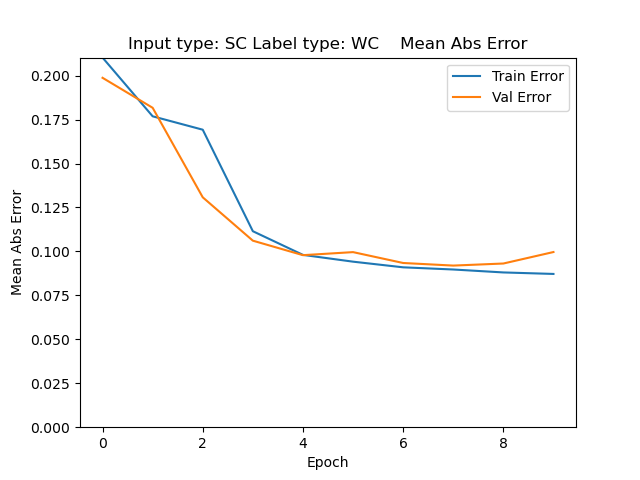 Input type: SC Label type: WC    Mean Abs Error
Train Error
Val Error
Mean Abs Error
0.200
0.175
0.150
0.125
0.100
0.075
0.050
0.025
0.000
0 2 4 6 8
Epoch